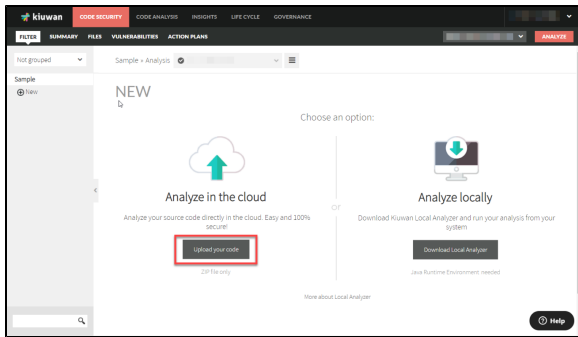 kiuwan CODE SECURITY CODE ANALYSIS INSIGHTS LIFE CYCLE GOVERNANCE
FILTER SUMMARY FILES VULNERABILITIES ACTION PLANS ANALYZE
Not grouped
Sample » Analysis
Sample
New
NEW
Choose an option:
Analyze in the cloud
Analyze your source code directly in the cloud. Easy and 100%
secure!
Upload your code
ZIP file only
OR
Analyze locally
Download Kiuwan Local Analyzer and run your analysis from your
system
Download Local Analyzer
Java Runtime Environment needed
More about Local Analyzer
Help